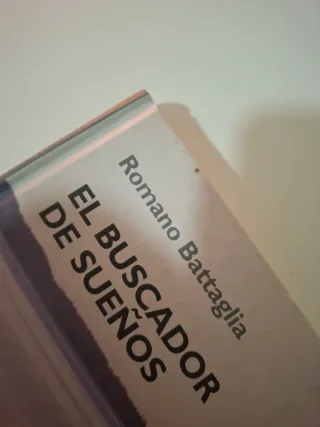 Romano Battaglia
EL BUSCADOR
DE SUEÑOS